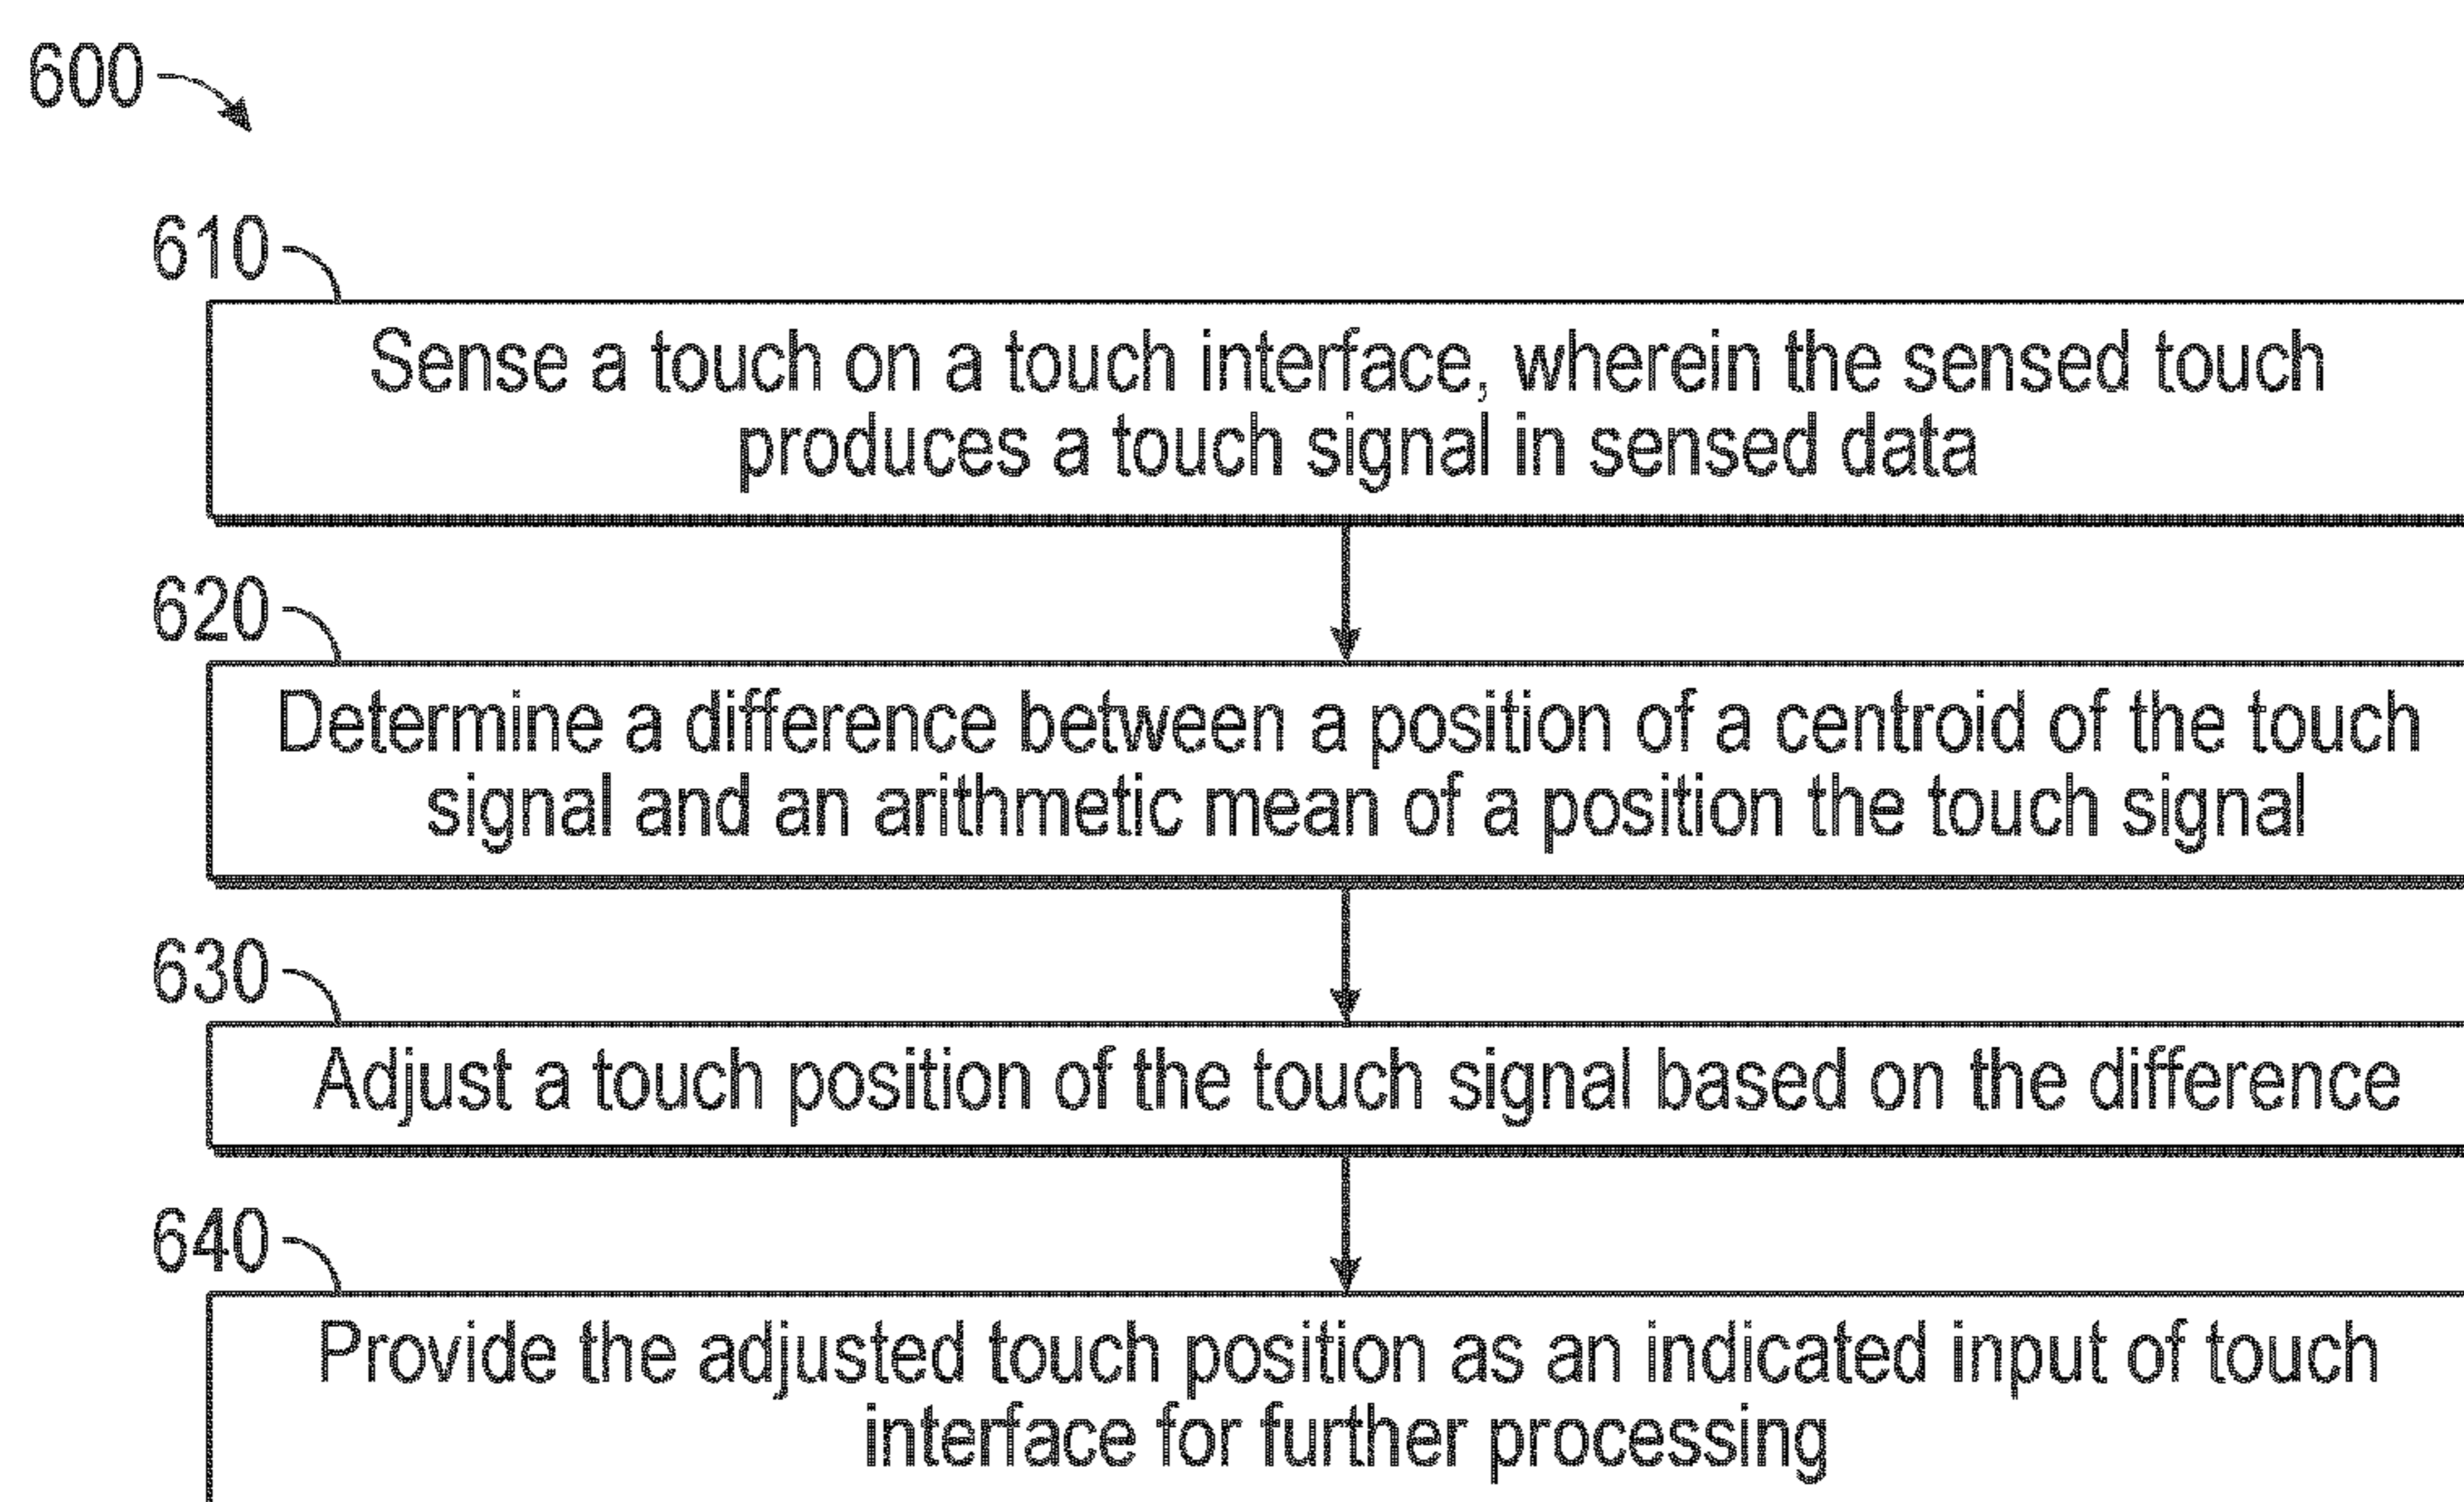 600
610
Sense a touch on a touch interface, wherein the sensed touch
produces a touch signal in sensed data
620
Determine a difference between a position of a centroid of the touch
signal and an arithmetic mean of a position the touch signal
630
Adjust a touch position of the touch signal based on the difference
640
Provide the adjusted touch position as an indicated input of touch
interface for further processing